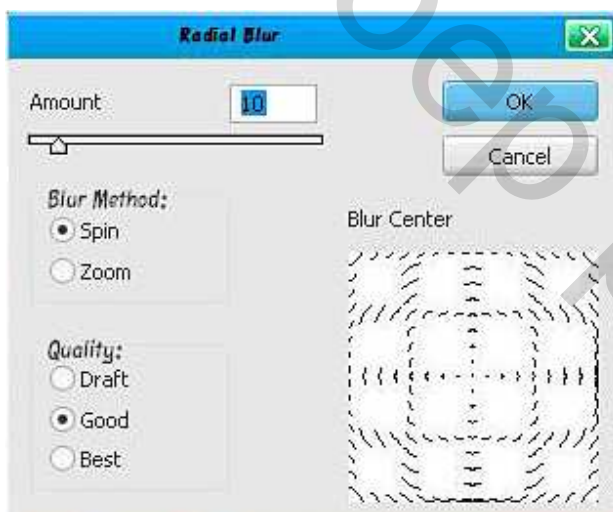 Radial Blur
Amount 10
OK
Cancel
Blur Method:
Spin
Zoom
Blur Center
Quality:
Draft
Good
Best